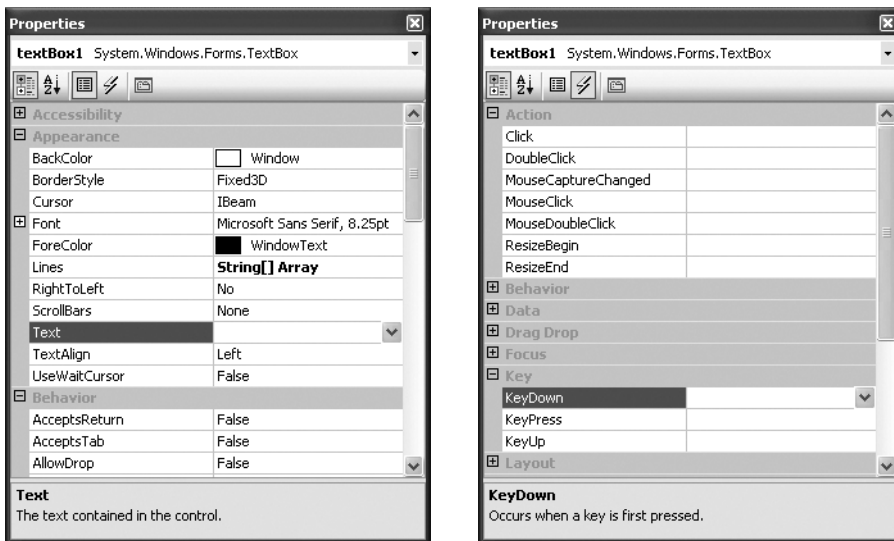 Properties
textBox1 System.Windows.Forms.TextBox
Accessibility
Appearance
BackColor Window
BorderStyle Fixed3D
Cursor IBeam
Font Microsoft Sans Serif, 8.25pt
ForeColor WindowText
Lines String[] Array
RightToLeft No
ScrollBars None
Text
TextAlign Left
UseWaitCursor False
Behavior
AcceptsReturn False
AcceptsTab False
AllowDrop False
Text
The text contained in the control.
Properties
textBox1 System.Windows.Forms.TextBox
Action
Click
DoubleClick
MouseCaptureChanged
MouseClick
MouseDoubleClick
ResizeBegin
ResizeEnd
Behavior
Data
Drag Drop
Focus
Key
KeyDown
KeyPress
KeyUp
Layout
KeyDown
Occurs when a key is first pressed.